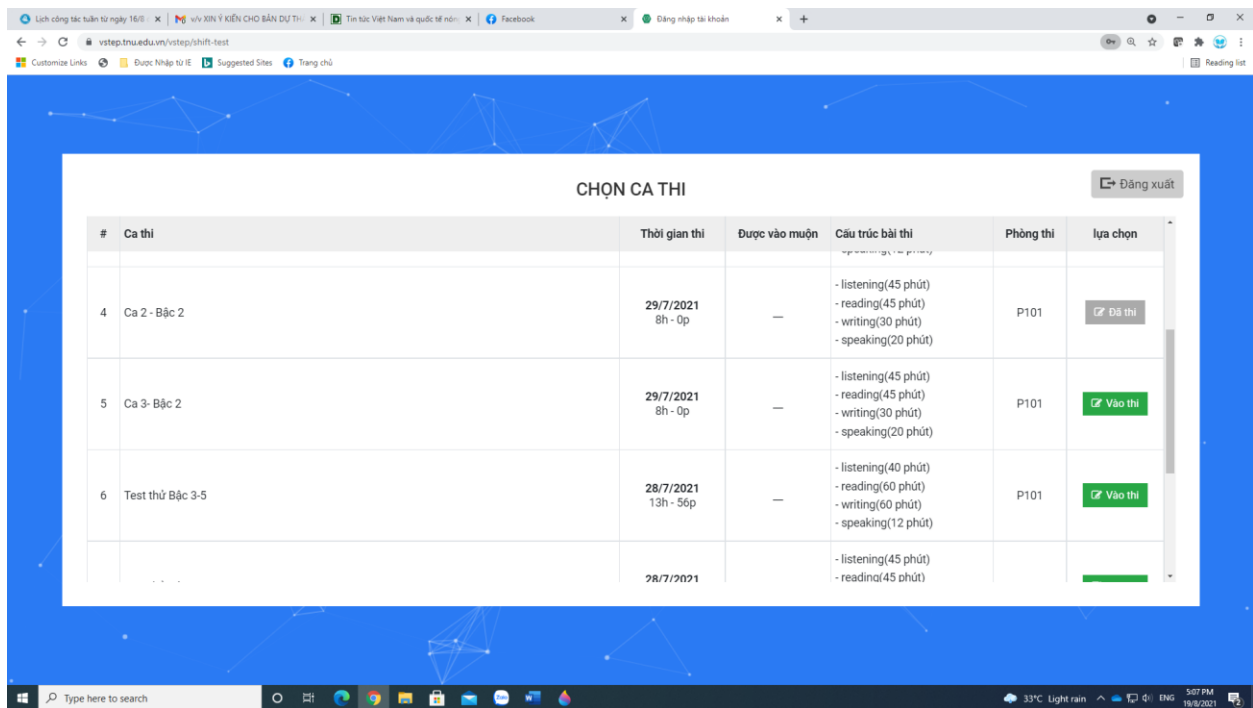 Lịch công tác tuần từ ngày 16/8
v/v XIN Ý KIẾN CHO BẢN DỰ TH
Tin tức Việt Nam và quốc tế nón
Facebook
Đăng nhập tài khoản
vstep.tnu.edu.vn/vstep/shift-test
Customize Links
Được Nhập từ IE
Suggested Sites
Trang chủ
Reading list
Đăng xuất
CHỌN CA THI
# Ca thi Thời gian thi Được vào muộn Cấu trúc bài thi Phòng thi lựa chọn
- listening(45 phút)
- reading(45 phút)
- writing(30 phút)
- speaking(20 phút)
4 Ca 2 - Bậc 2 29/7/2021 8h - 0p — P101 Đã thi
- listening(45 phút)
- reading(45 phút)
- writing(30 phút)
- speaking(20 phút)
5 Ca 3- Bậc 2 29/7/2021 8h - 0p — P101 Vào thi
- listening(40 phút)
- reading(60 phút)
- writing(60 phút)
- speaking(12 phút)
6 Test thử Bậc 3-5 28/7/2021 13h - 56p — P101 Vào thi
- listening(45 phút)
- reading(45 phút)
28/7/2021
Type here to search
33°C Light rain
ENG
5:07 PM
19/8/2021